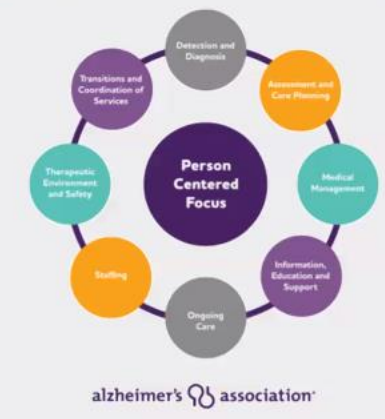 Detection and
Diagnosis
Assessment and
Care Planning
Medical
Management
Information,
Education and
Support
Ongoing
Care
Staffing
Therapeutic
Environment
and Safety
Transitions and
Coordination of
Services
Person
Centered
Focus
alzheimer's association